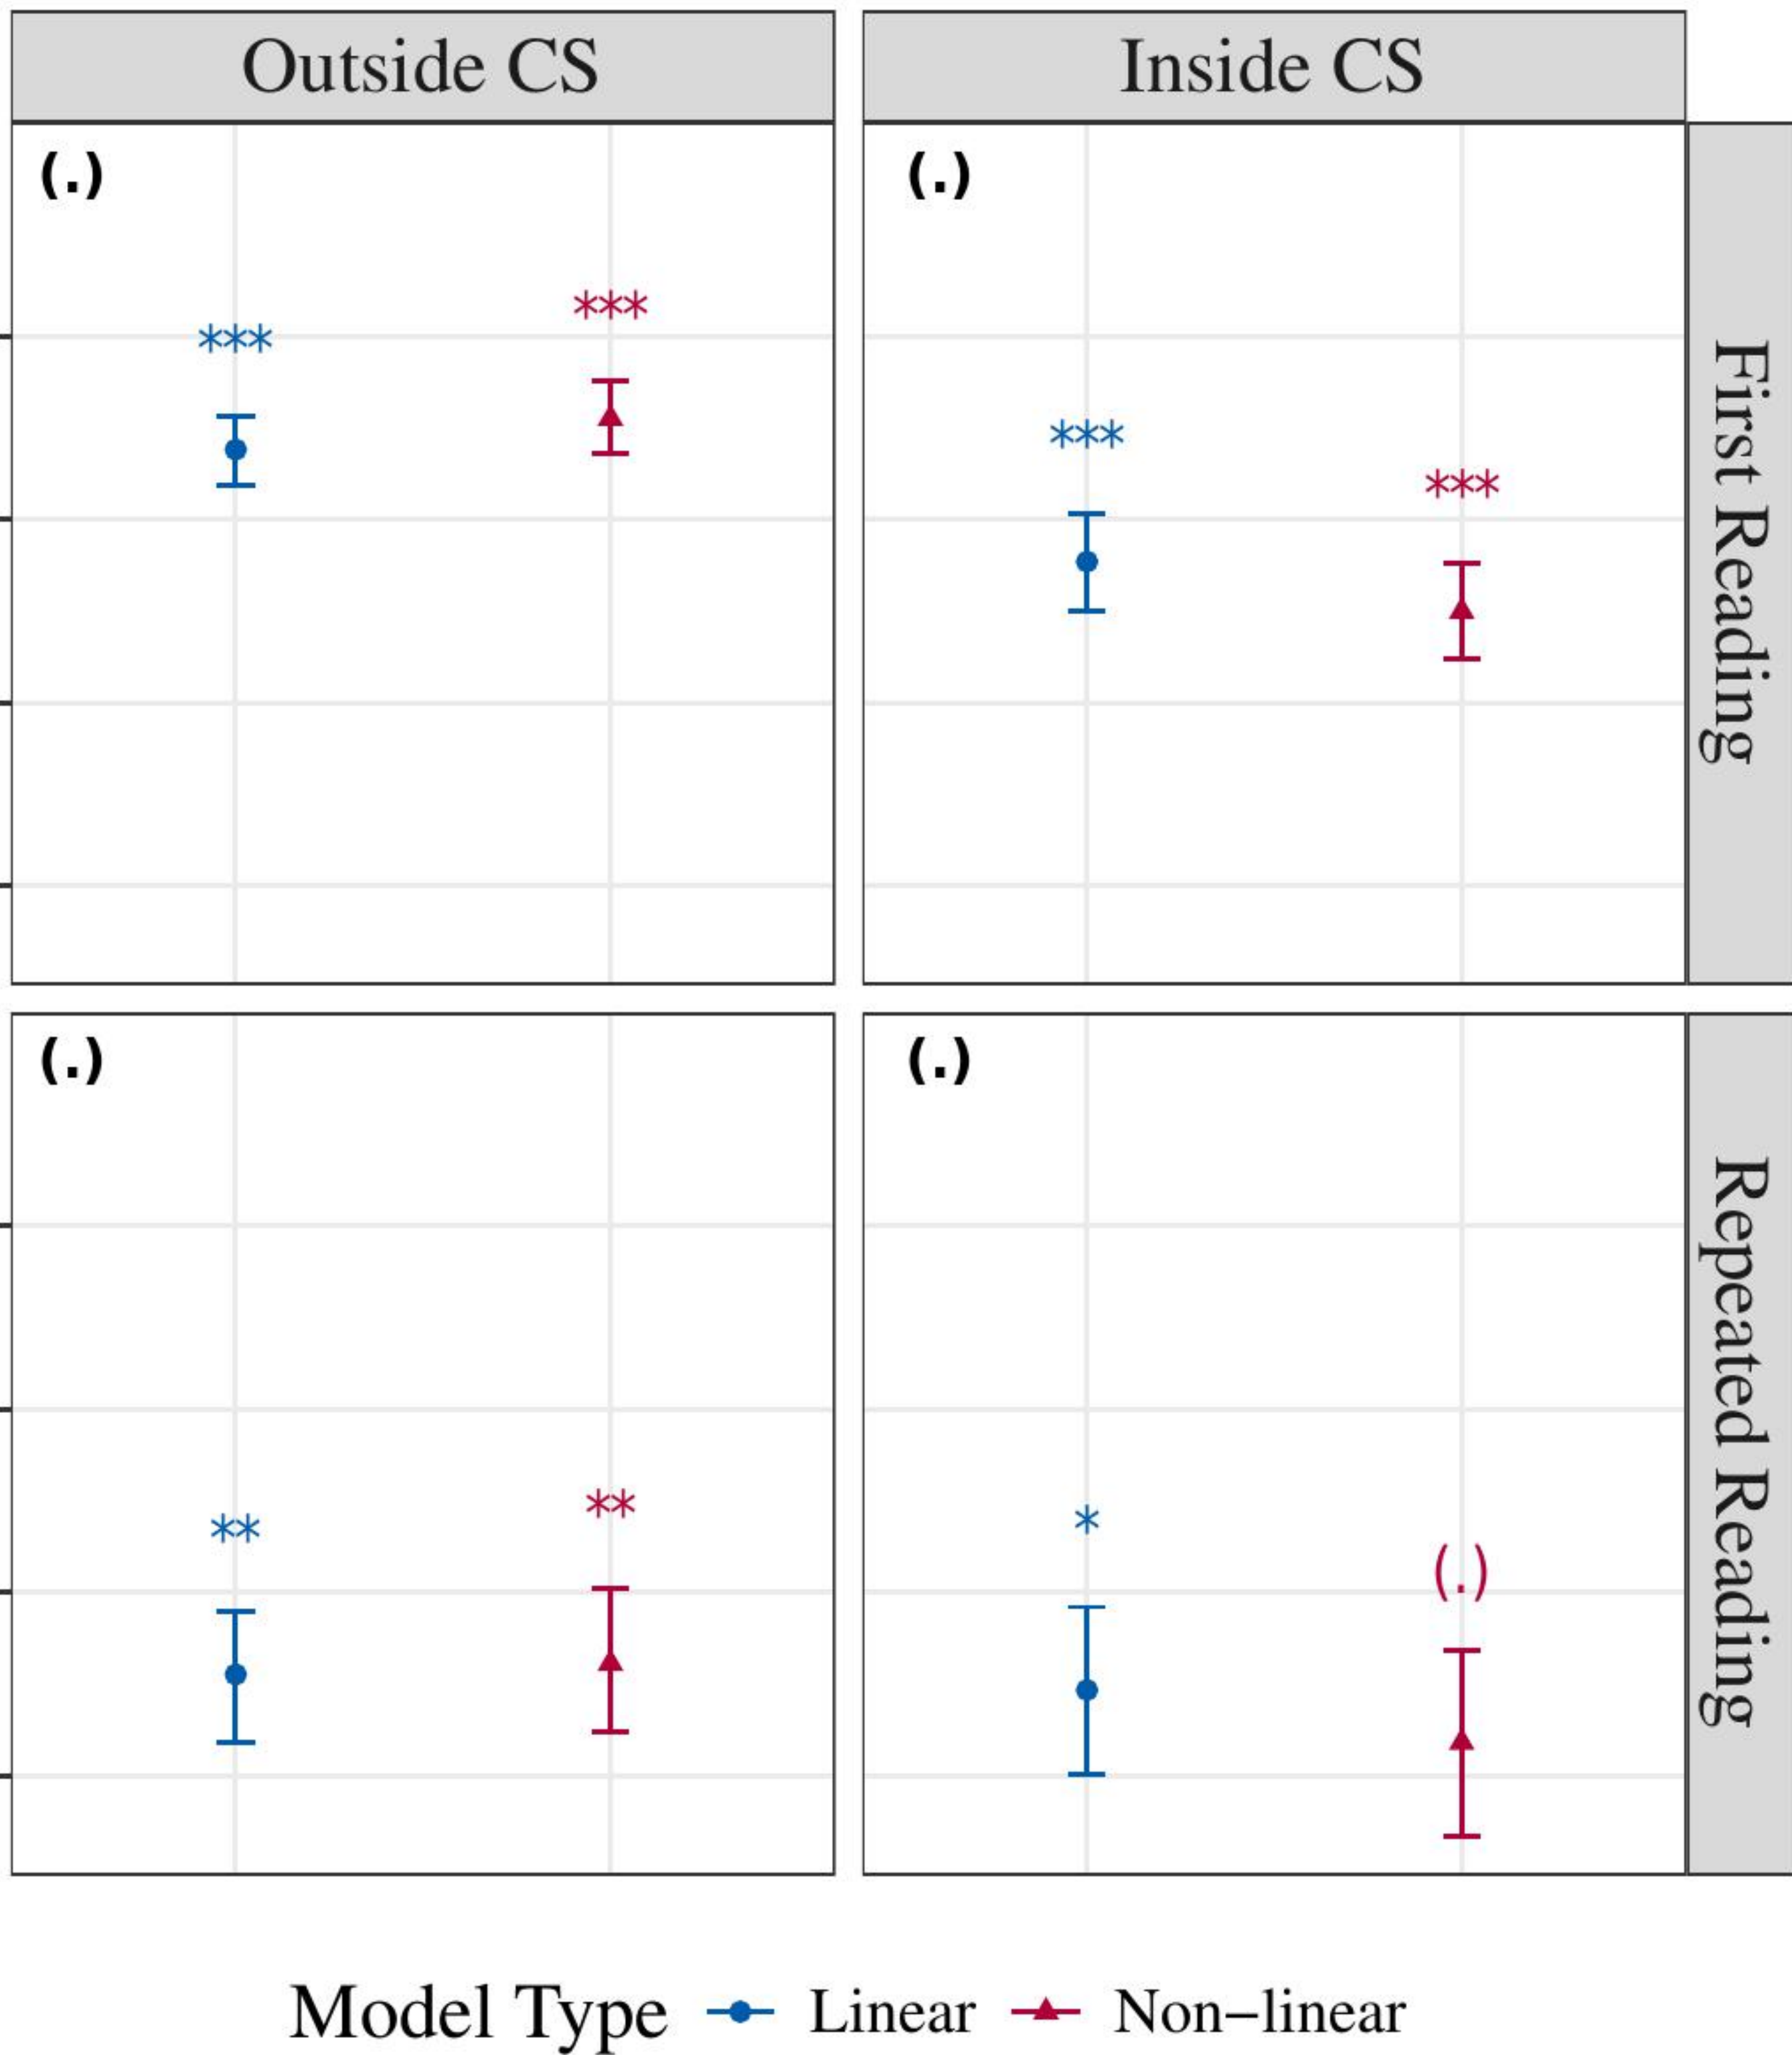 Outside CS
Inside CS
(.)
(.)
***
***
***
***
First Reading
(.)
(.)
**
**
*
(.)
Repeated Reading
Model Type Linear Non−linear